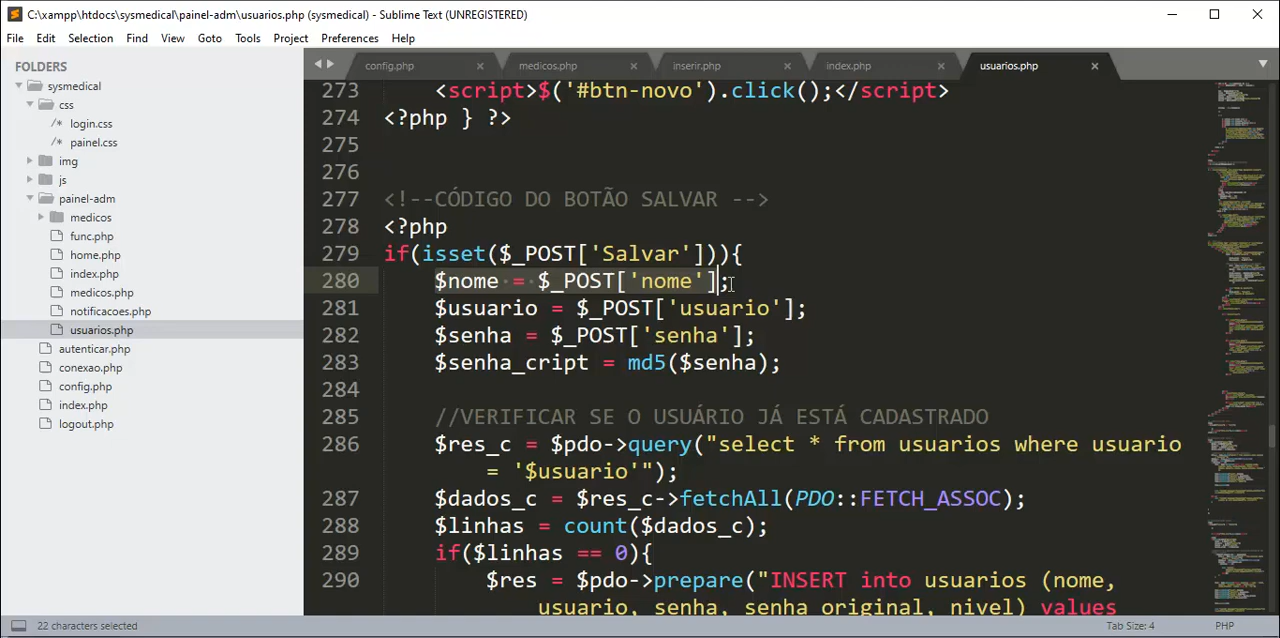 C:\xampp\htdocs\sysmedical\painel-adm\usuarios.php (sysmedical) - Sublime Text (UNREGISTERED)
File Edit Selection Find View Goto Tools Project Preferences Help
FOLDERS
sysmedical
css
/* login.css
/* painel.css
img
js
painel-adm
medicos
func.php
home.php
index.php
medicos.php
notificacoes.php
usuarios.php
autenticar.php
conexao.php
config.php
index.php
logout.php
config.php medicos.php inserir.php index.php usuarios.php
273 <script>$('#btn-novo').click();</script>
274 <?php } ?>
275
276
277 <!--CÓDIGO DO BOTÃO SALVAR -->
278 <?php
279 if(isset($_POST['Salvar'])){
280 $nome = $_POST['nome'];
281 $usuario = $_POST['usuario'];
282 $senha = $_POST['senha'];
283 $senha_cript = md5($senha);
284
285 //VERIFICAR SE O USUÁRIO JÁ ESTÁ CADASTRADO
286 $res_c = $pdo->query("select * from usuarios where usuario
= '$usuario'");
287 $dados_c = $res_c->fetchAll(PDO::FETCH_ASSOC);
288 $linhas = count($dados_c);
289 if($linhas == 0){
290 $res = $pdo->prepare("INSERT into usuarios (nome,
usuario, senha, senha_original, nivel) values
22 characters selected
Tab Size: 4
PHP